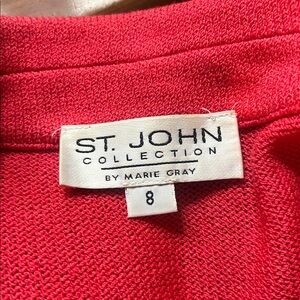 ST. JOHN
COLLECTION
BY MARIE GRAY
8